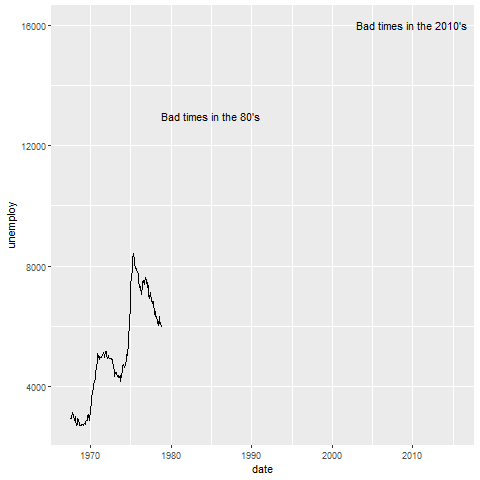 16000
Bad times in the 2010's
Bad times in the 80's
12000
unemploy
8000
4000
1970 1980 1990 2000 2010
date